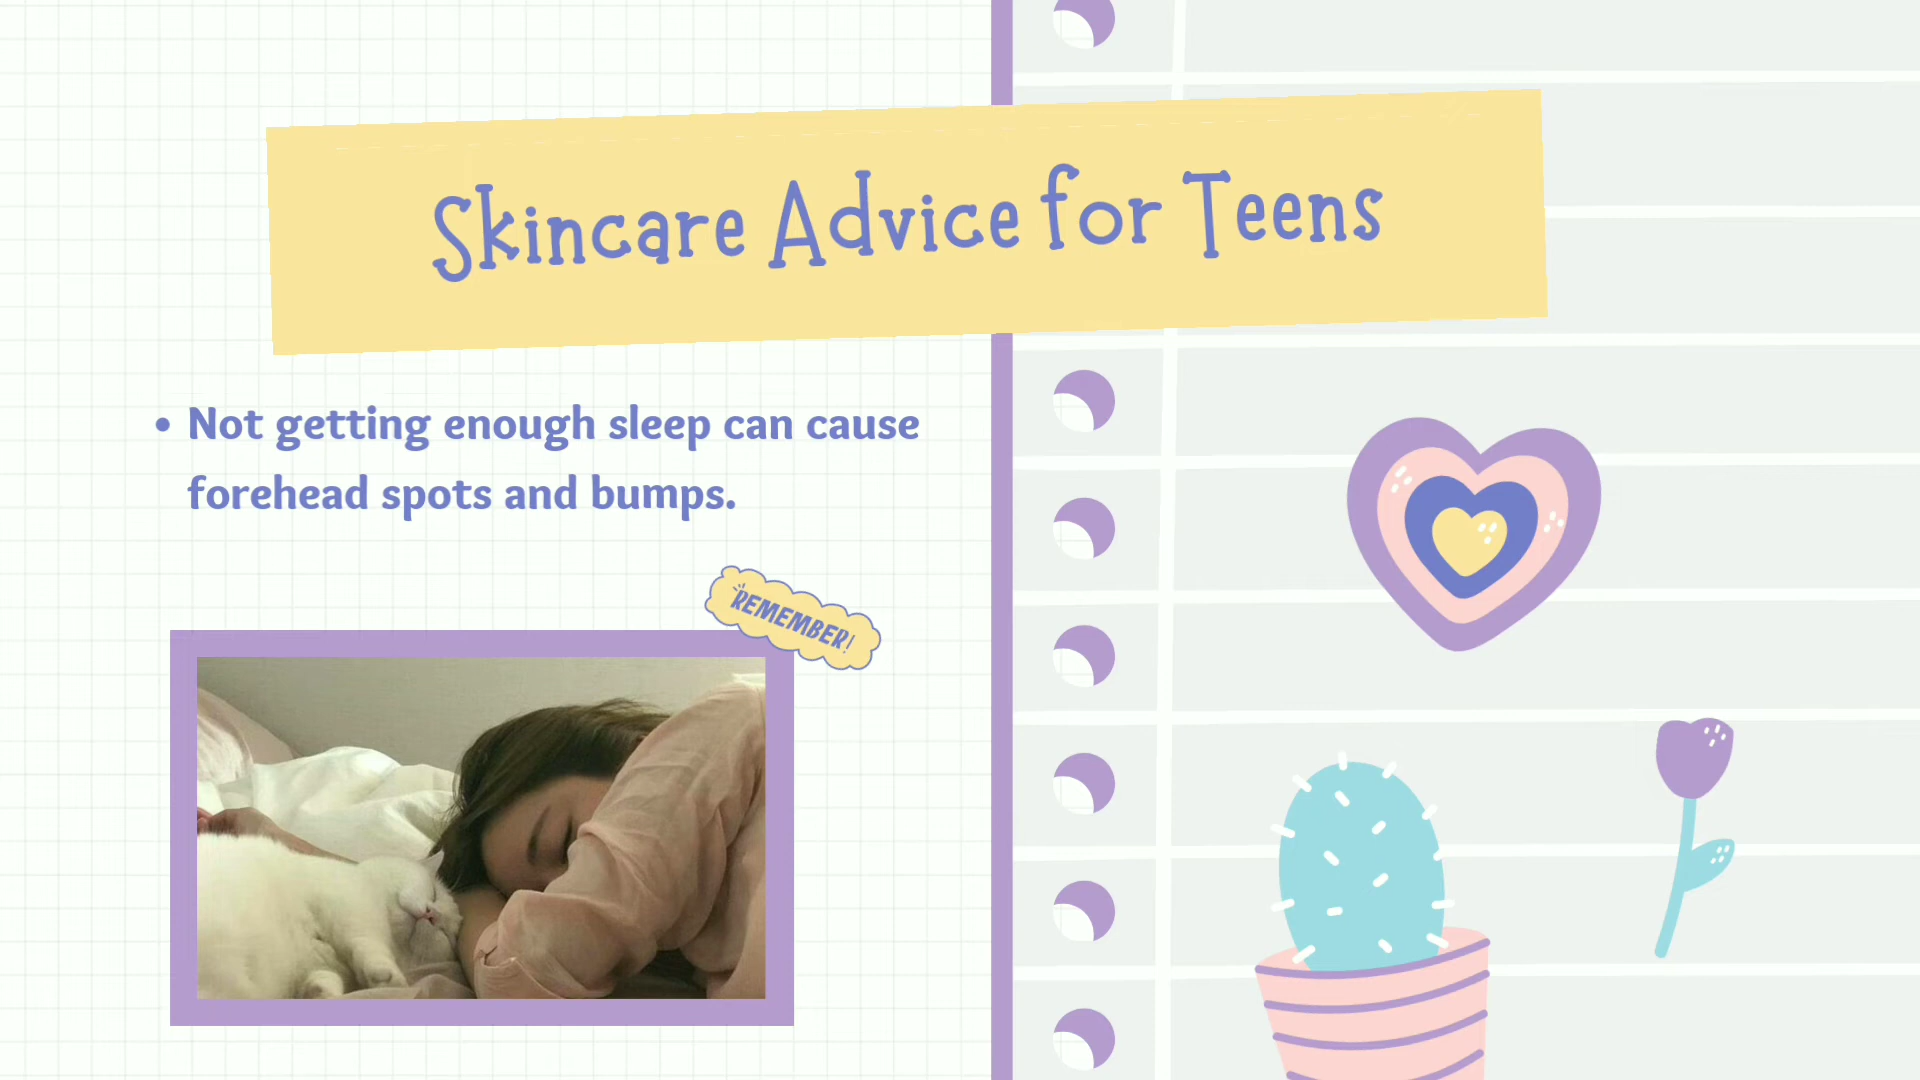 Skincare Advice for Teens
• Not getting enough sleep can cause
forehead spots and bumps.
REMEMBER!